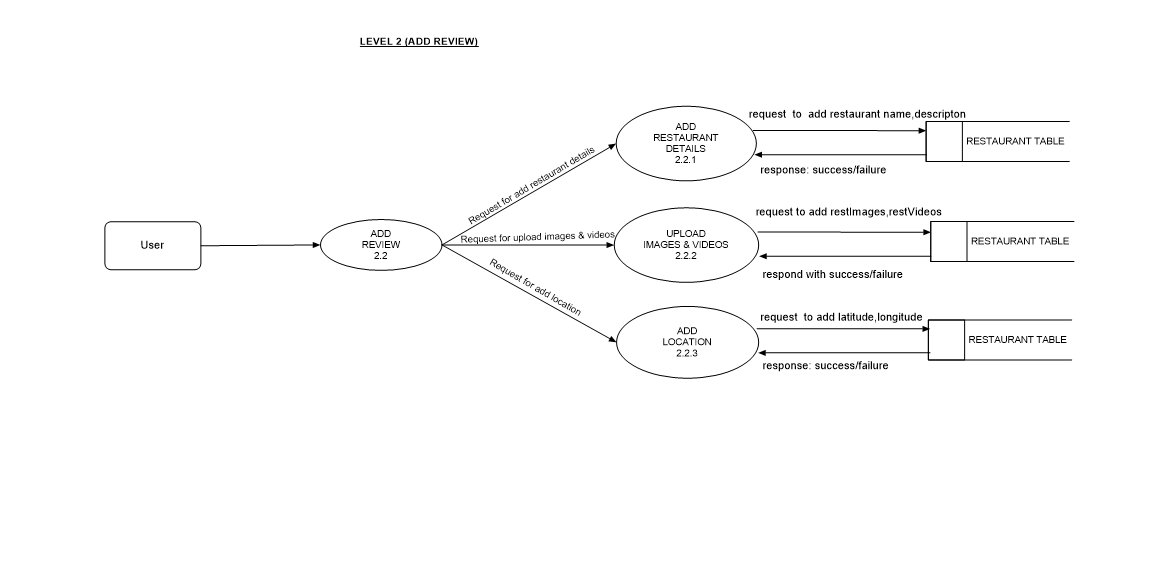 LEVEL 2 (ADD REVIEW)
request to add restaurant name,descripton
ADD
RESTAURANT
DETAILS
2.2.1
RESTAURANT TABLE
response: success/failure
Request for add restaurant details
request to add restImages,restVideos
User
ADD
REVIEW
2.2
Request for upload images & videos
UPLOAD
IMAGES & VIDEOS
2.2.2
RESTAURANT TABLE
respond with success/failure
Request for add location
request to add latitude,longitude
ADD
LOCATION
2.2.3
RESTAURANT TABLE
response: success/failure